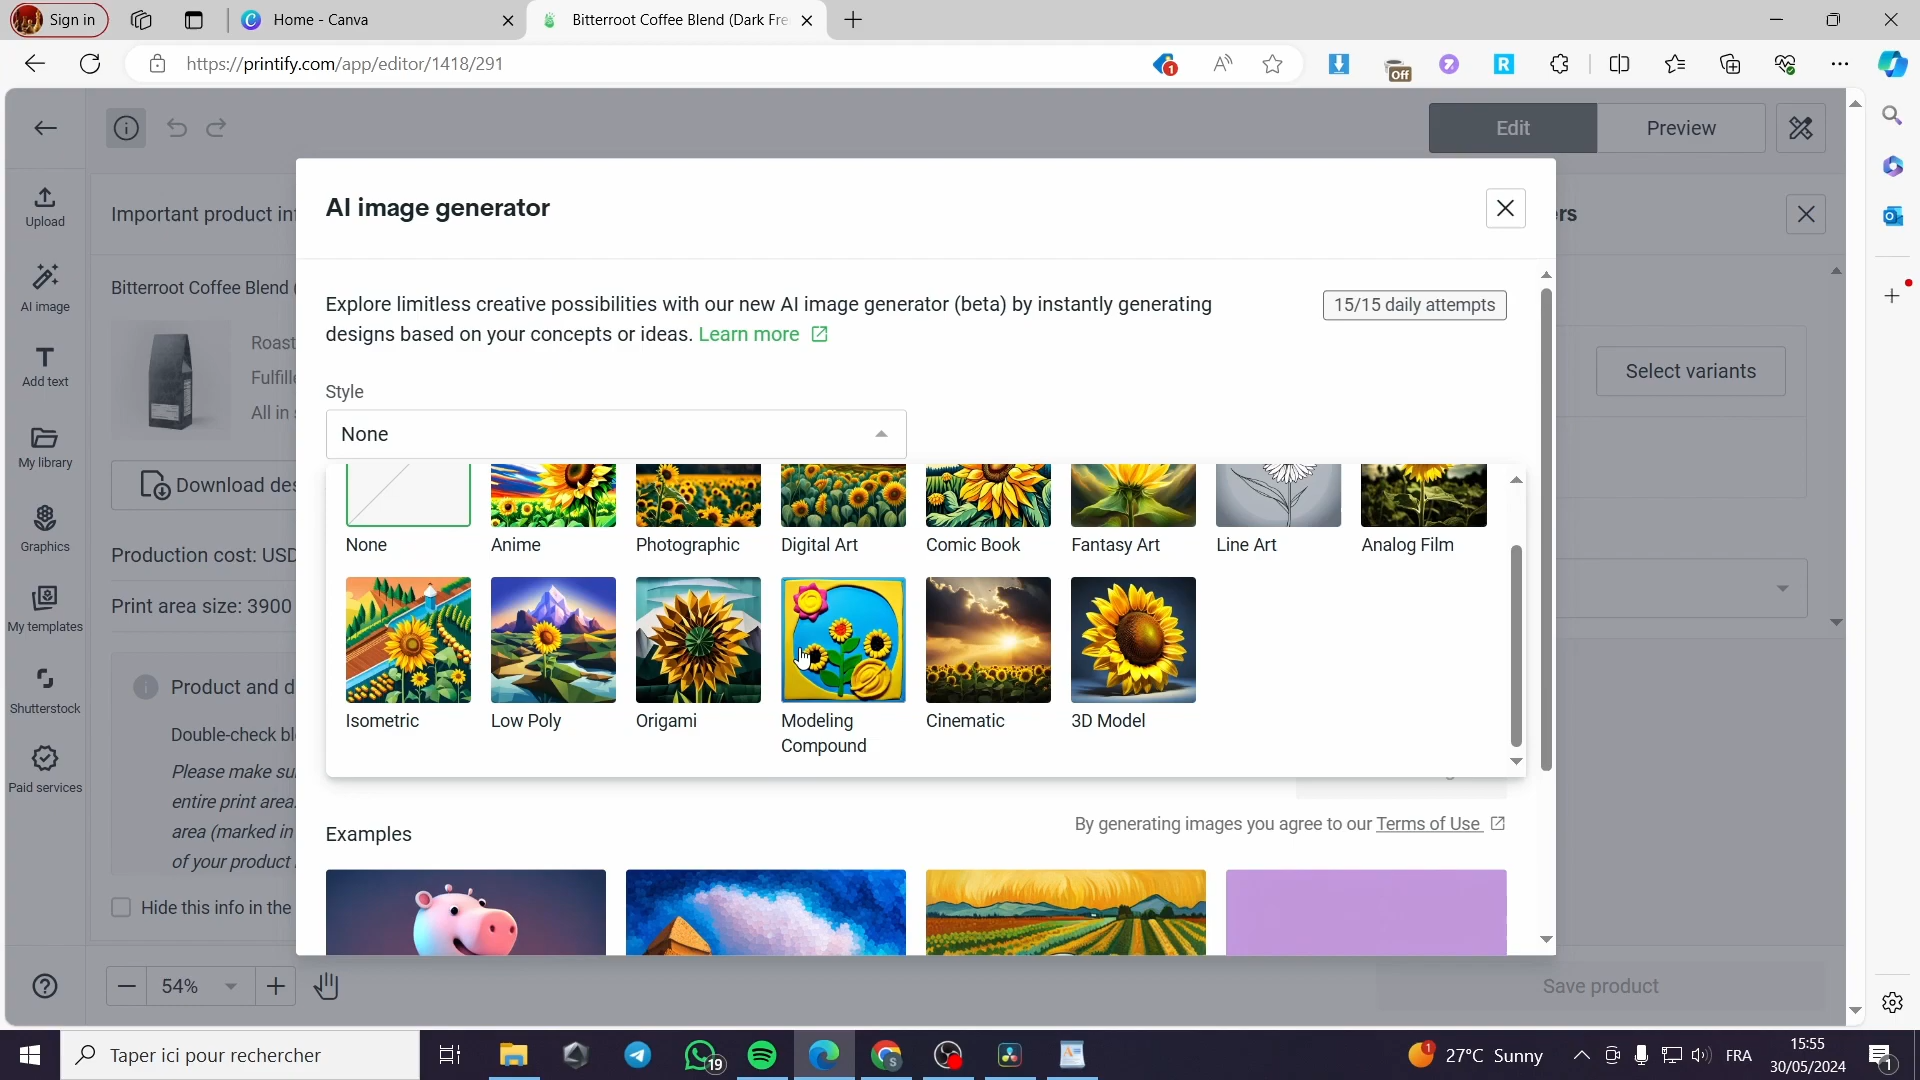 Sign in
Home - Canva
Bitterroot Coffee Blend (Dark Fre
https://printify.com/app/editor/1418/291
1
Off
R
Edit
Preview
Upload
AI image
Add text
My library
Graphics
My templates
Shutterstock
Paid services
Important product in
Bitterroot Coffee Blend (
Roast
Fulfille
All in s
Download des
Production cost: USD
Print area size: 3900
Product and d
Double-check bl
Please make su
entire print area.
area (marked in
of your product
Hide this info in the
54%
rs
Select variants
Save product
AI image generator
Explore limitless creative possibilities with our new AI image generator (beta) by instantly generating
designs based on your concepts or ideas. Learn more
15/15 daily attempts
Style
None
None
Anime
Photographic
Digital Art
Comic Book
Fantasy Art
Line Art
Analog Film
Isometric
Low Poly
Origami
Modeling
Compound
Cinematic
3D Model
Examples
By generating images you agree to our Terms of Use
Taper ici pour rechercher
19
S
1
27°C Sunny
FRA
15:55
30/05/2024
1